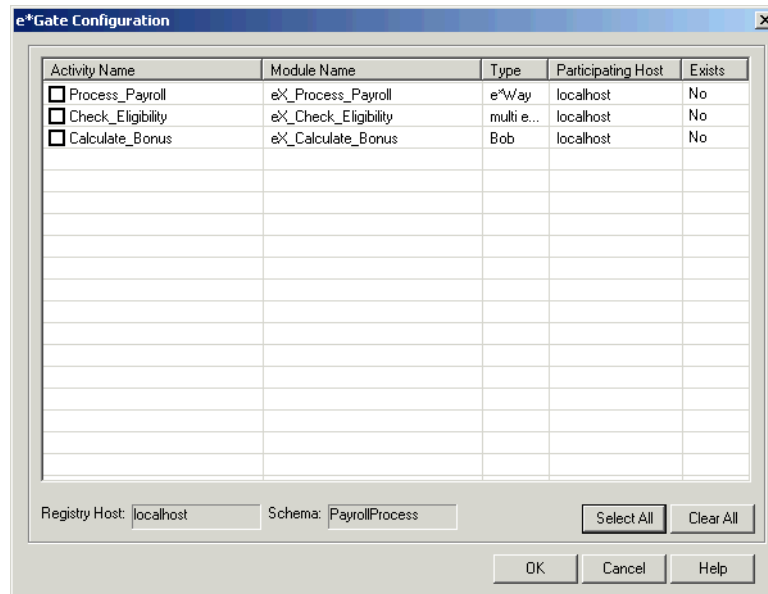 e*Gate Configuration
Activity Name Module Name Type Participating Host Exists
Process_Payroll eX_Process_Payroll e*Way localhost No
Check_Eligibility eX_Check_Eligibility multi e... localhost No
Calculate_Bonus eX_Calculate_Bonus Bob localhost No
Registry Host: localhost Schema: PayrollProcess Select All Clear All
OK Cancel Help